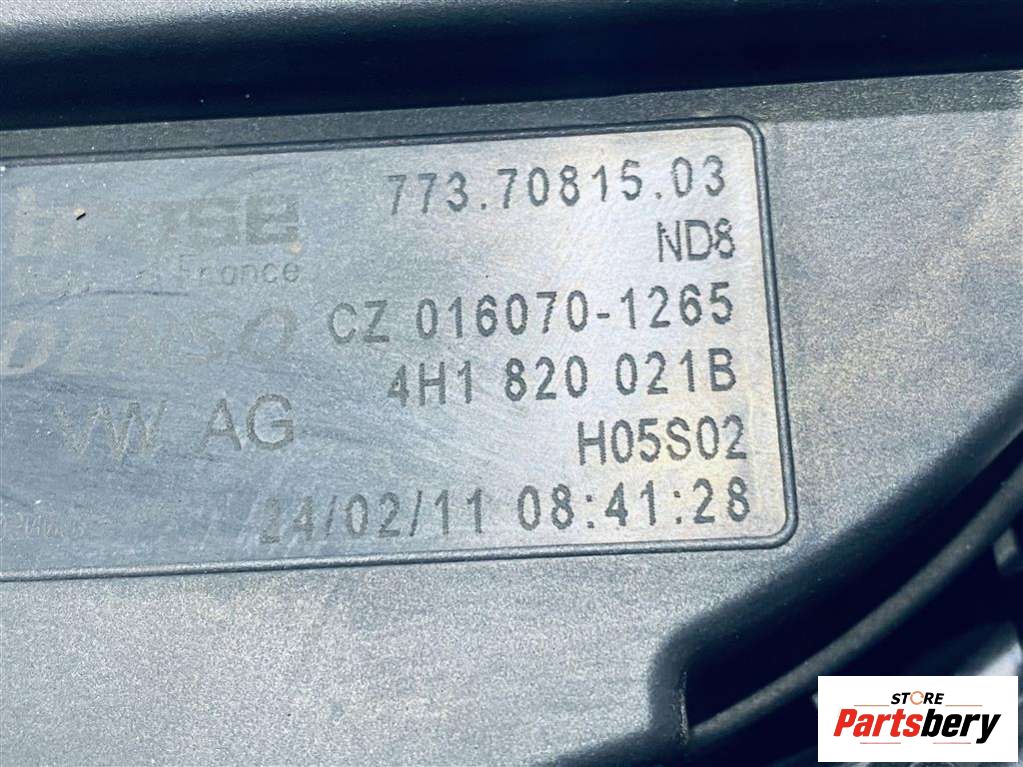 773.70815.03
ND8
France
CZ 016070-1265
4H1 820 021B
VW AG
H05S02
24/02/11 08:41:28
STORE
Partsbery